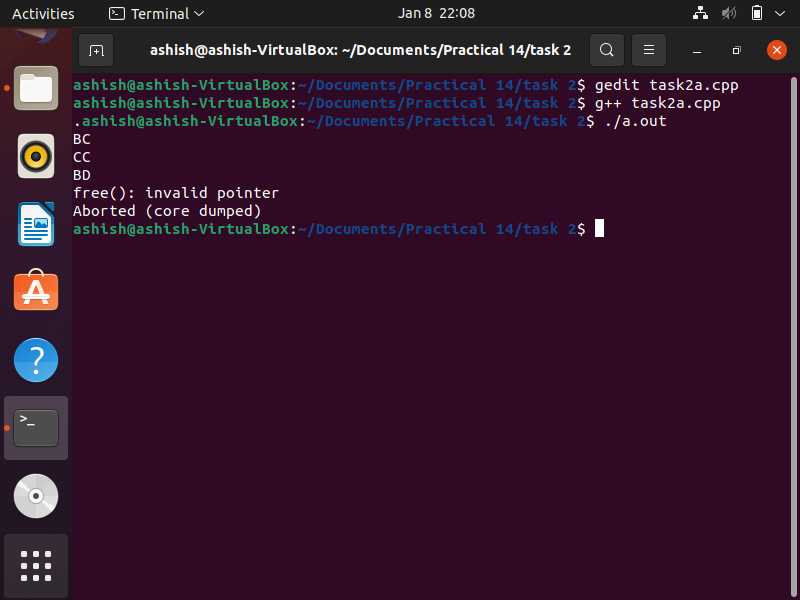 Activities Terminal Jan 8 22:08
ashish@ashish-VirtualBox: ~/Documents/Practical 14/task 2
ashish@ashish-VirtualBox:~/Documents/Practical 14/task 2$ gedit task2a.cpp
ashish@ashish-VirtualBox:~/Documents/Practical 14/task 2$ g++ task2a.cpp
.ashish@ashish-VirtualBox:~/Documents/Practical 14/task 2$ ./a.out
BC
CC
BD
free(): invalid pointer
Aborted (core dumped)
ashish@ashish-VirtualBox:~/Documents/Practical 14/task 2$